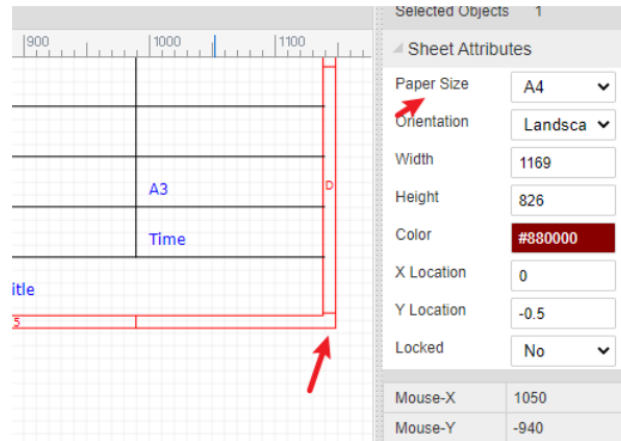 Selected Objects 1
900 1000 1100
Sheet Attributes
Paper Size A4
Orientation Landsca
Width 1169
A3
D
Height 826
Time
Color #880000
X Location 0
itle
Y Location -0.5
5
Locked No
Mouse-X 1050
Mouse-Y -940